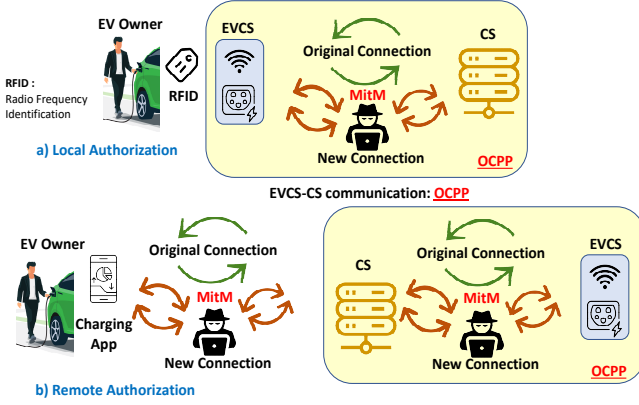 EV Owner
EVCS
CS
Original Connection
RFID :
Radio Frequency
Identification
RFID
MitM
New Connection
a) Local Authorization
OCPP
EVCS-CS communication: OCPP
EV Owner
EVCS
Original Connection
Original Connection
CS
MitM
MitM
Charging
App
New Connection
New Connection
OCPP
b) Remote Authorization